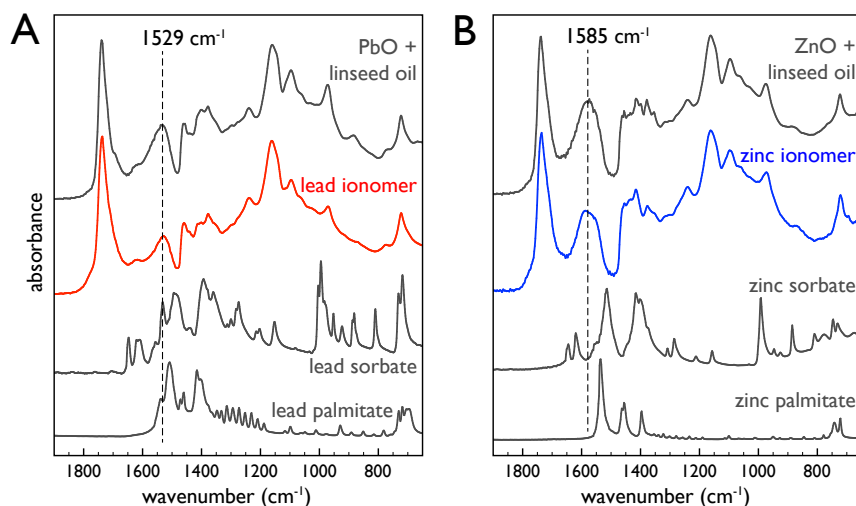 A
1529 cm⁻¹
PbO +
linseed oil
lead ionomer
lead sorbate
lead palmitate
absorbance
1800 1600 1400 1200 1000 800
wavenumber (cm⁻¹)
B
1585 cm⁻¹
ZnO +
linseed oil
zinc ionomer
zinc sorbate
zinc palmitate
1800 1600 1400 1200 1000 800
wavenumber (cm⁻¹)